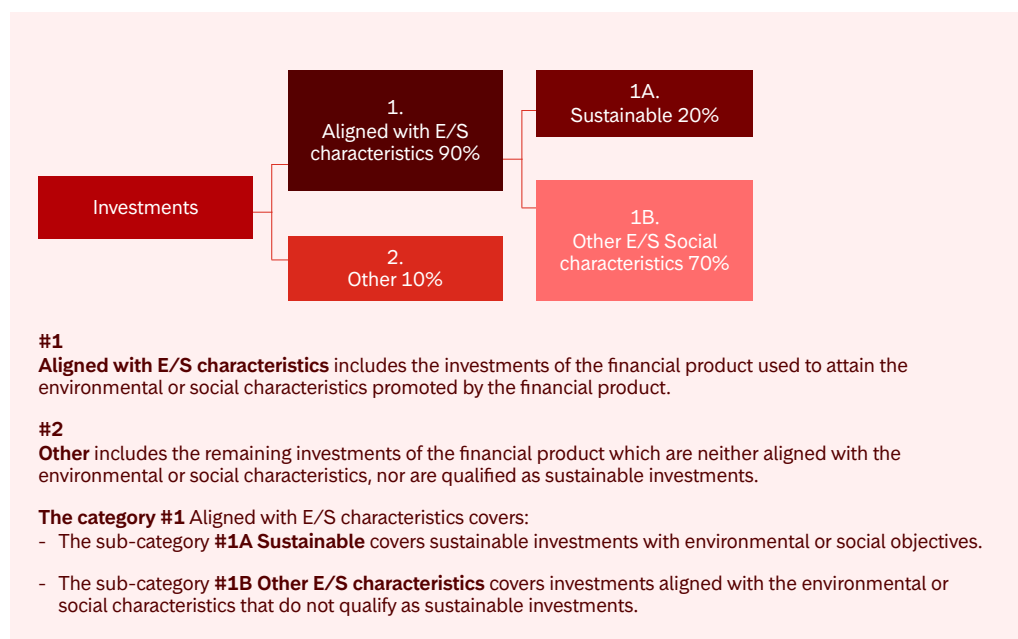 Investments
1.
Aligned with E/S
characteristics 90%
2.
Other 10%
1A.
Sustainable 20%
1B.
Other E/S Social
characteristics 70%
#1
Aligned with E/S characteristics includes the investments of the financial product used to attain the
environmental or social characteristics promoted by the financial product.
#2
Other includes the remaining investments of the financial product which are neither aligned with the
environmental or social characteristics, nor are qualified as sustainable investments.
The category #1 Aligned with E/S characteristics covers:
- The sub-category #1A Sustainable covers sustainable investments with environmental or social objectives.
- The sub-category #1B Other E/S characteristics covers investments aligned with the environmental or
social characteristics that do not qualify as sustainable investments.